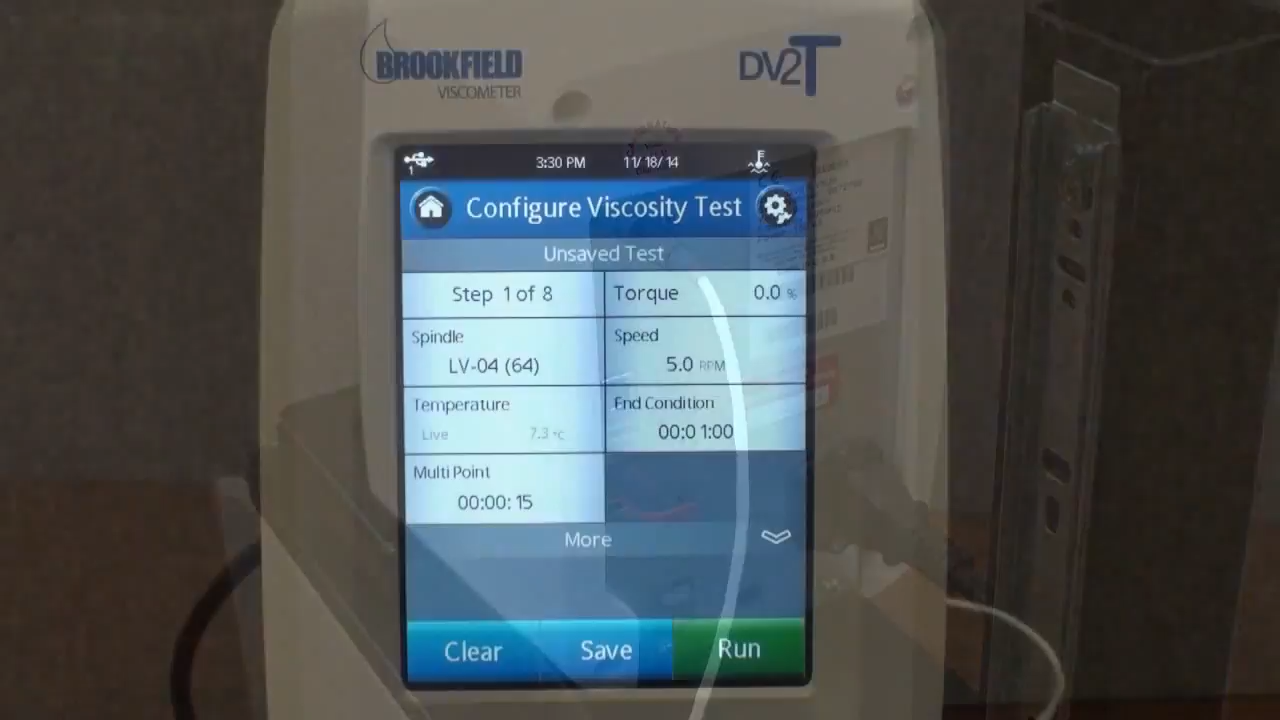 BROOKFIELD
VISCOMETER
DV2T
1
3:30 PM 11/18/14
Configure Viscosity Test
Unsaved Test
Step 1 of 8
Torque 0.0 %
Spindle
LV-04 (64)
Speed
5.0 RPM
Temperature
Live 7.3 °C
End Condition
00:01:00
Multi Point
00:00:15
More
Clear
Save
Run